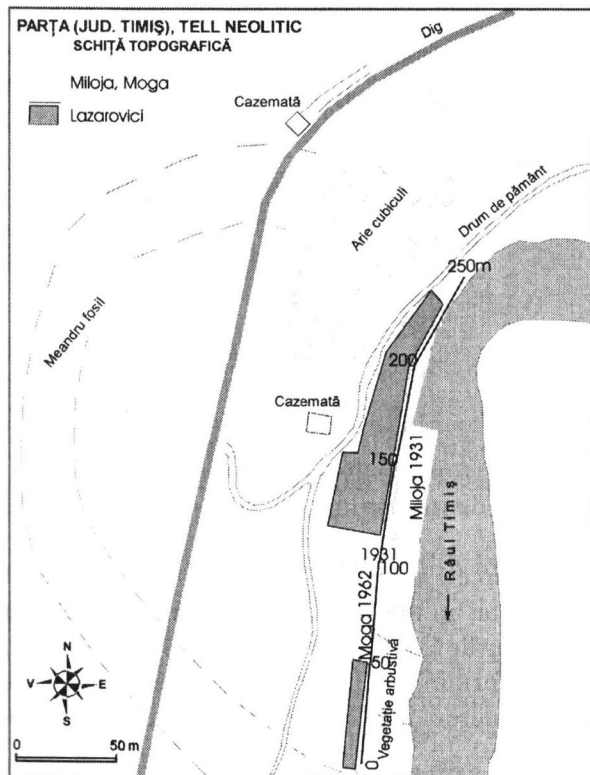 PARȚA (JUD. TIMIȘ), TELL NEOLITIC
SCHIȚĂ TOPOGRAFICĂ
Miloja, Moga
Lazarovici
Dig
Cazemată
Arie cubiculi
Drum de pământ
250m
Meandru fosil
200
Cazemată
150
Miloja 1931
Râul Timiș
1931
100
Moga 1962
50
Vegetație arbustivă
0
N
V
E
S
0
50 m